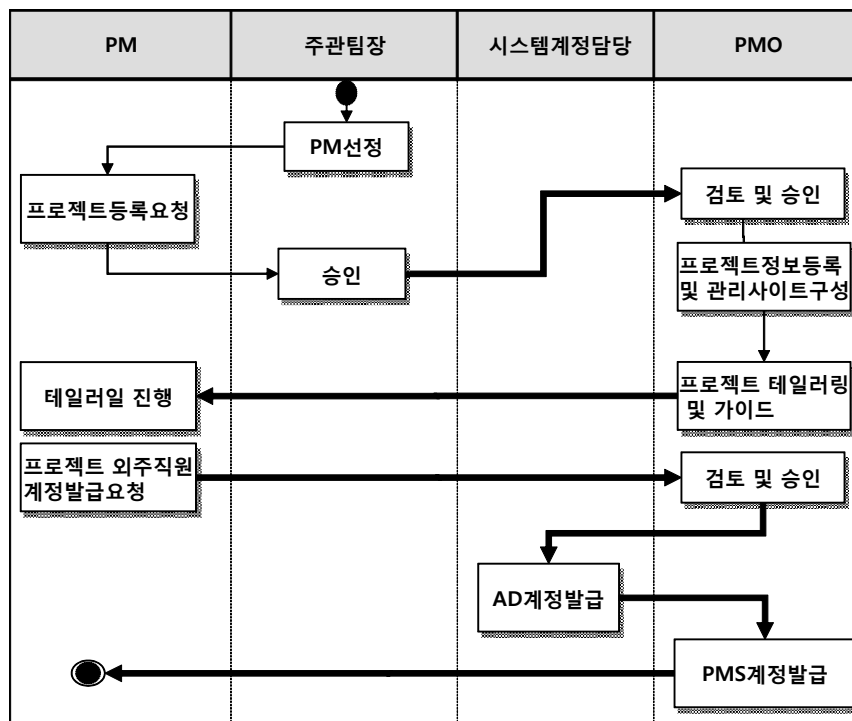 PM
주관팀장
시스템계정담당
PMO
PM선정
프로젝트등록요청
검토 및 승인
승인
프로젝트정보등록
및 관리사이트구성
테일러일 진행
프로젝트 테일러링
및 가이드
프로젝트 외주직원
계정발급요청
검토 및 승인
AD계정발급
PMS계정발급